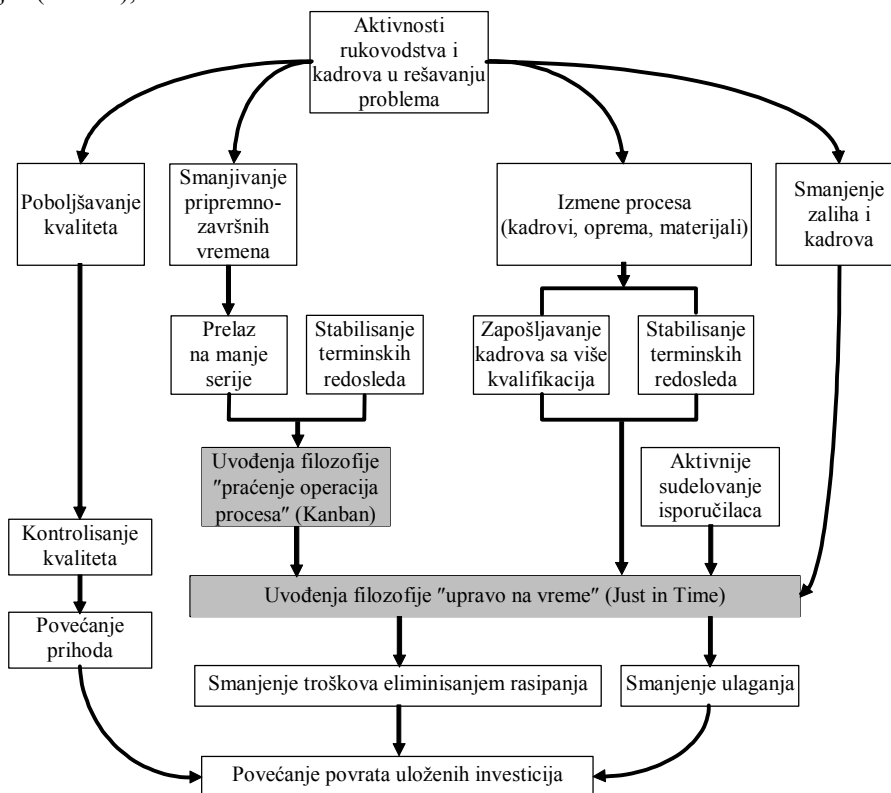 Aktivnosti
rukovodstva i
kadrova u rešavanju
problema
Poboljšavanje
kvaliteta
Smanjivanje
pripremno-
završnih
vremena
Izmene procesa
(kadrovi, oprema, materijali)
Smanjenje
zaliha i
kadrova
Prelaz
na manje
serije
Stabilisanje
terminskih
redosleda
Zapošljavanje
kadrova sa više
kvalifikacija
Stabilisanje
terminskih
redosleda
Uvođenja filozofije
"praćenje operacija
procesa" (Kanban)
Aktivnije
sudelovanje
isporučilaca
Kontrolisanje
kvaliteta
Uvođenja filozofije "upravo na vreme" (Just in Time)
Povećanje
prihoda
Smanjenje troškova eliminisanjem rasipanja
Smanjenje ulaganja
Povećanje povrata uloženih investicija